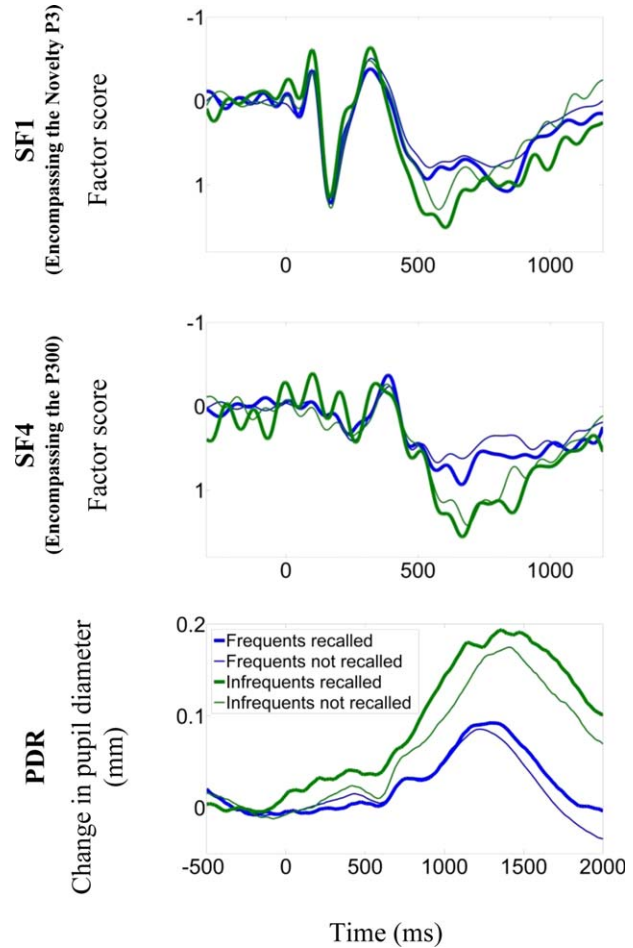 SF1
(Encompassing the Novelty P3)
Factor score
-1
0
1
0
500
1000
SF4
(Encompassing the P300)
Factor score
-1
0
1
0
500
1000
PDR
Change in pupil diameter
(mm)
0.2
0.1
0
Frequents recalled
Frequents not recalled
Infrequents recalled
Infrequents not recalled
-500
0
500
1000
1500
2000
Time (ms)